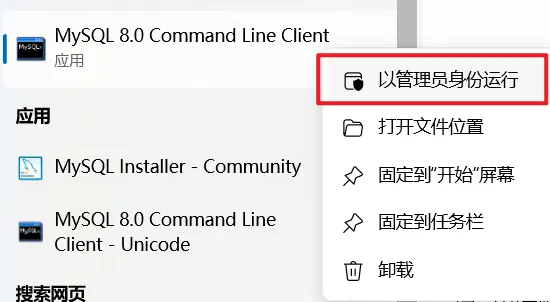 MySQL 8.0 Command Line Client
应用
以管理员身份运行
打开文件位置
固定到“开始”屏幕
固定到任务栏
卸载
应用
MySQL Installer - Community
MySQL 8.0 Command Line
Client - Unicode
搜索网页